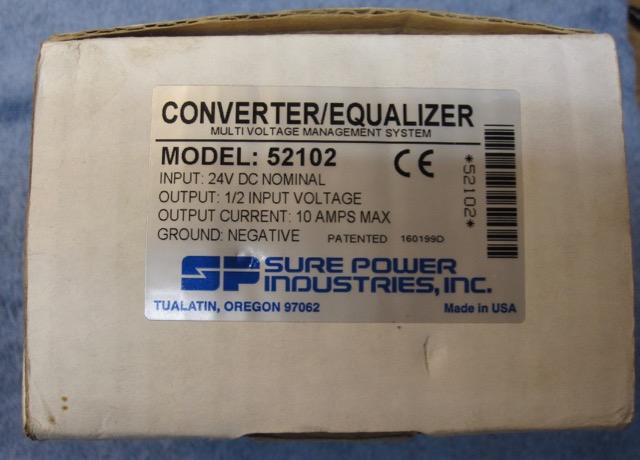 CONVERTER/EQUALIZER
MULTI VOLTAGE MANAGEMENT SYSTEM
MODEL: 52102
CE
INPUT: 24V DC NOMINAL
OUTPUT: 1/2 INPUT VOLTAGE
OUTPUT CURRENT: 10 AMPS MAX
GROUND: NEGATIVE PATENTED 160199D
*52102*
SP SURE POWER
INDUSTRIES, INC.
TUALATIN, OREGON 97062 Made in USA